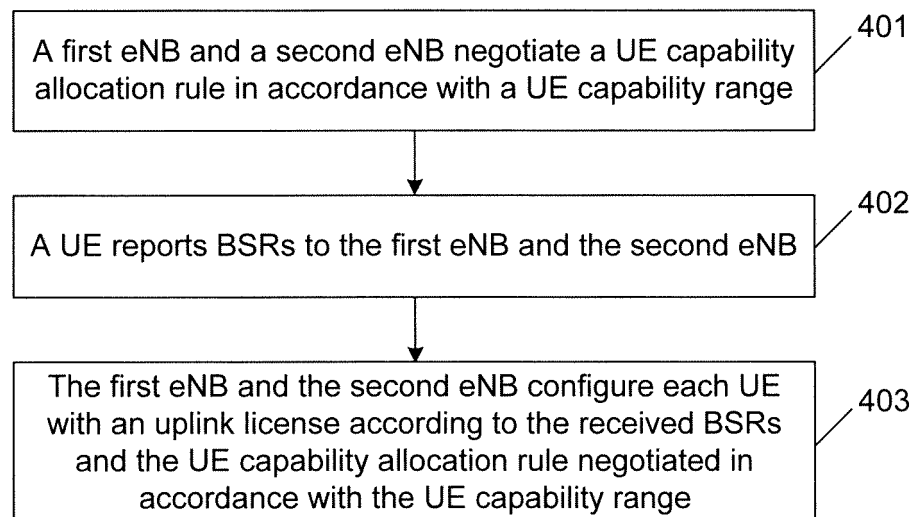 A first eNB and a second eNB negotiate a UE capability
allocation rule in accordance with a UE capability range
401
A UE reports BSRs to the first eNB and the second eNB
402
The first eNB and the second eNB configure each UE
with an uplink license according to the received BSRs
and the UE capability allocation rule negotiated in
accordance with the UE capability range
403